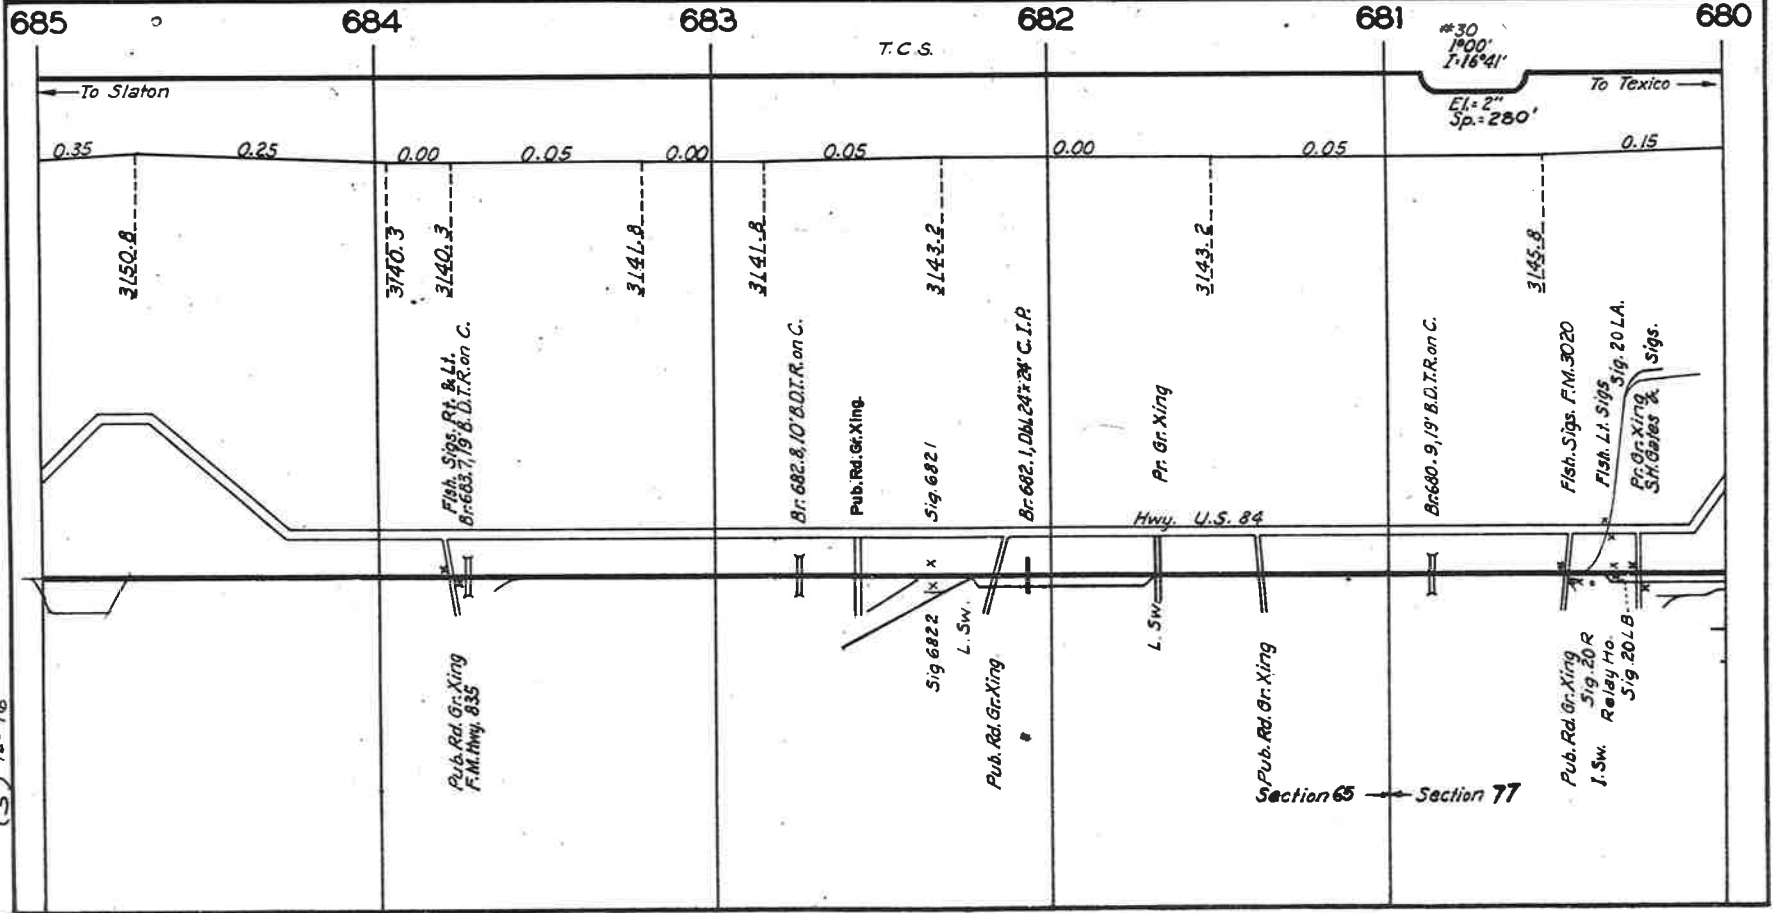 685
684
683
682
681
680
T.C.S.
#30
1°00'
I=16°41'
To Slaton
To Texico
El.= 2"
Sp.= 280'
0.35
0.25
0.00
0.05
0.00
0.05
0.00
0.05
0.15
3150.8
3140.3
3140.3
3141.8
3141.8
3143.2
3143.2
3145.8
Flsh. Sigs. Rt. & Lt.
Br. 683.7, 19' B.D.T.R. on C.
Br. 682.8, 10' B.D.T.R. on C.
Pub. Rd. Gr. Xing.
Sig. 6821
Br. 682.1, Dbl. 24" x 24' C.I.P.
Pr. Gr. Xing
Br. 680.9, 19' B.D.T.R. on C.
Flsh. Sigs. F.M. 3020
Flsh. Lt. Sigs
Sig. 20 LA.
Pr. Gr. Xing
S.H. Gates & Sigs.
Hwy. U.S. 84
Pub. Rd. Gr. Xing
F.M. Hwy. 835
Sig 6822
L. Sw.
Pub. Rd. Gr. Xing
L. Sw.
Pub. Rd. Gr. Xing
Pub. Rd. Gr. Xing
Sig. 20 R
I. Sw.
Relay Ho.
Sig. 20 LB
Section 65
Section 77